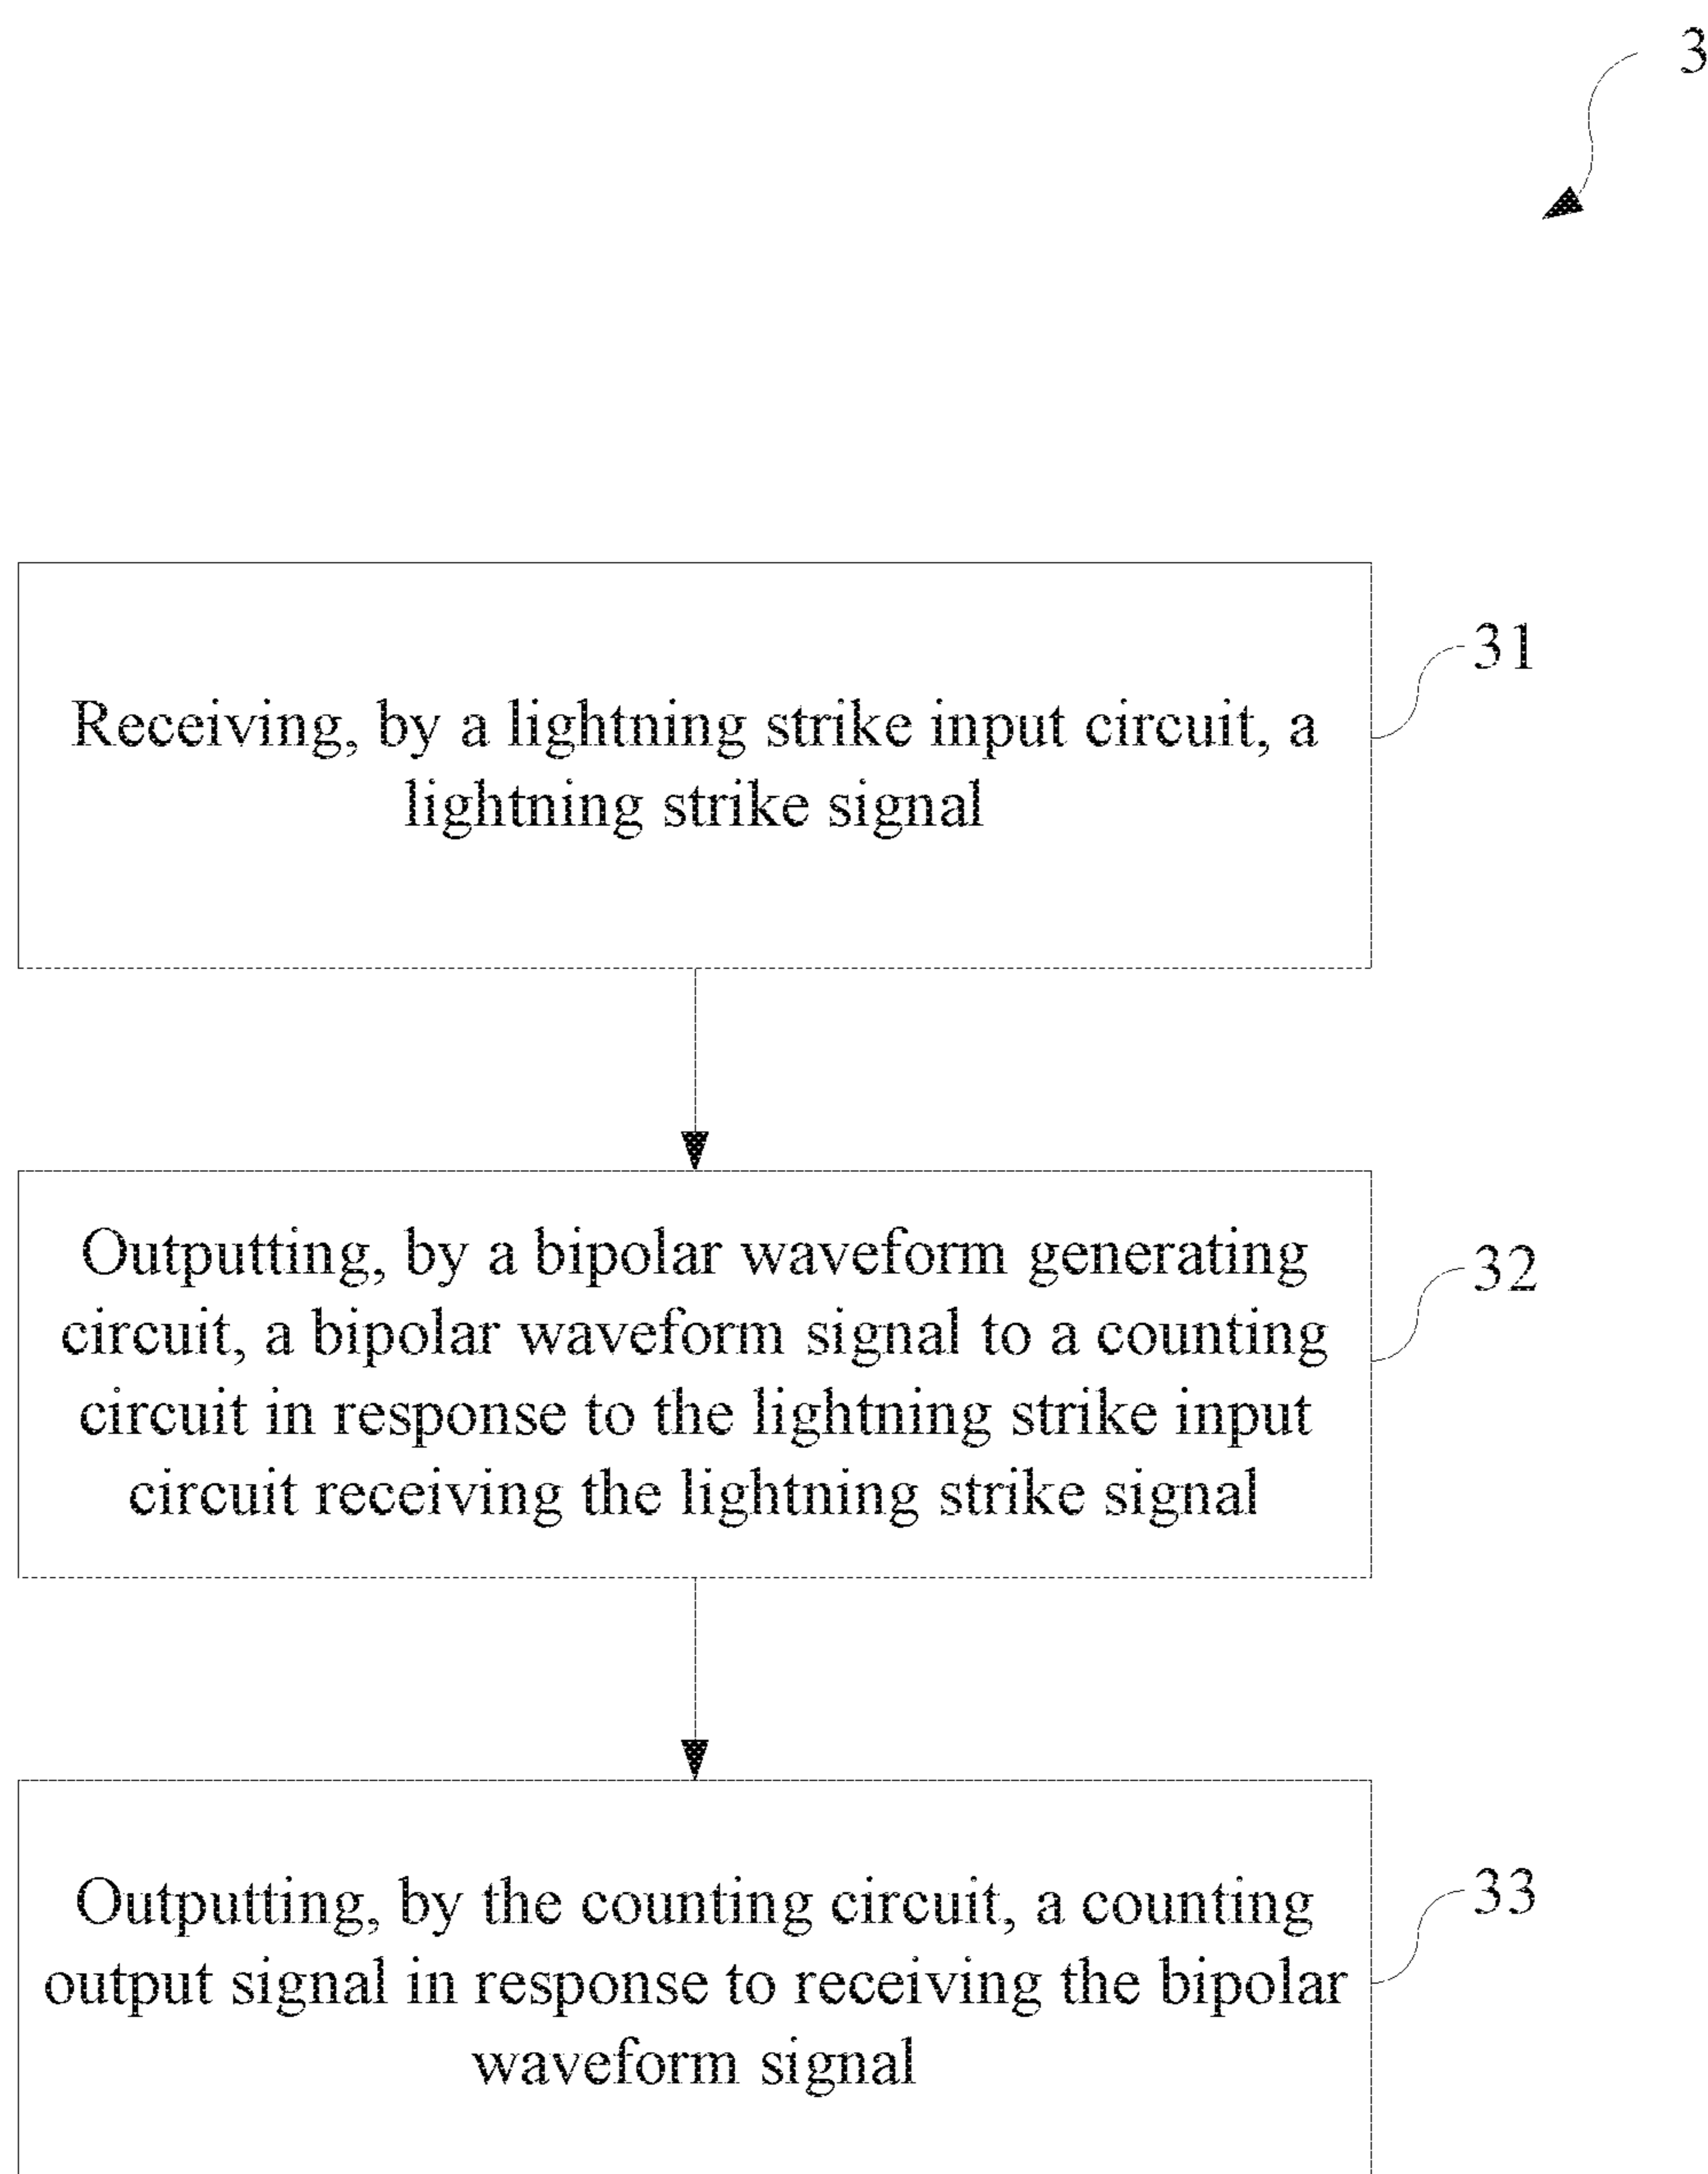 3
Receiving, by a lightning strike input circuit, a
lightning strike signal
31
Outputting, by a bipolar waveform generating
circuit, a bipolar waveform signal to a counting
circuit in response to the lightning strike input
circuit receiving the lightning strike signal
32
Outputting, by the counting circuit, a counting
output signal in response to receiving the bipolar
waveform signal
33